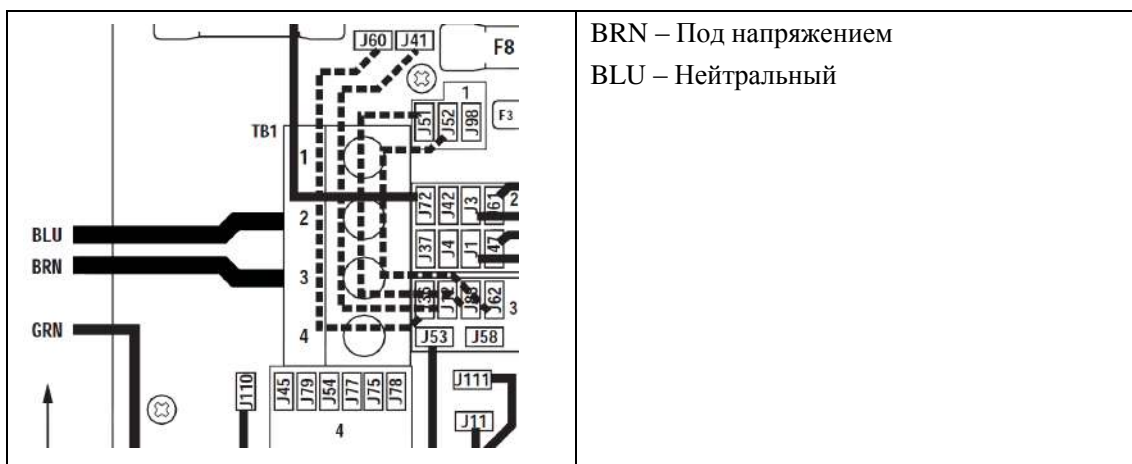 BRN – Под напряжением
BLU – Нейтральный
J60 J41
F8
1
J51 J52 J98
F3
TB1
1
J72 J42 J3 J61 2
2
BLU
J37 J4 J1 47
BRN
3
J62 3
GRN
4
J53 J58
J110
J45 J79 J54 J77 J75 J78
J111
J11
4